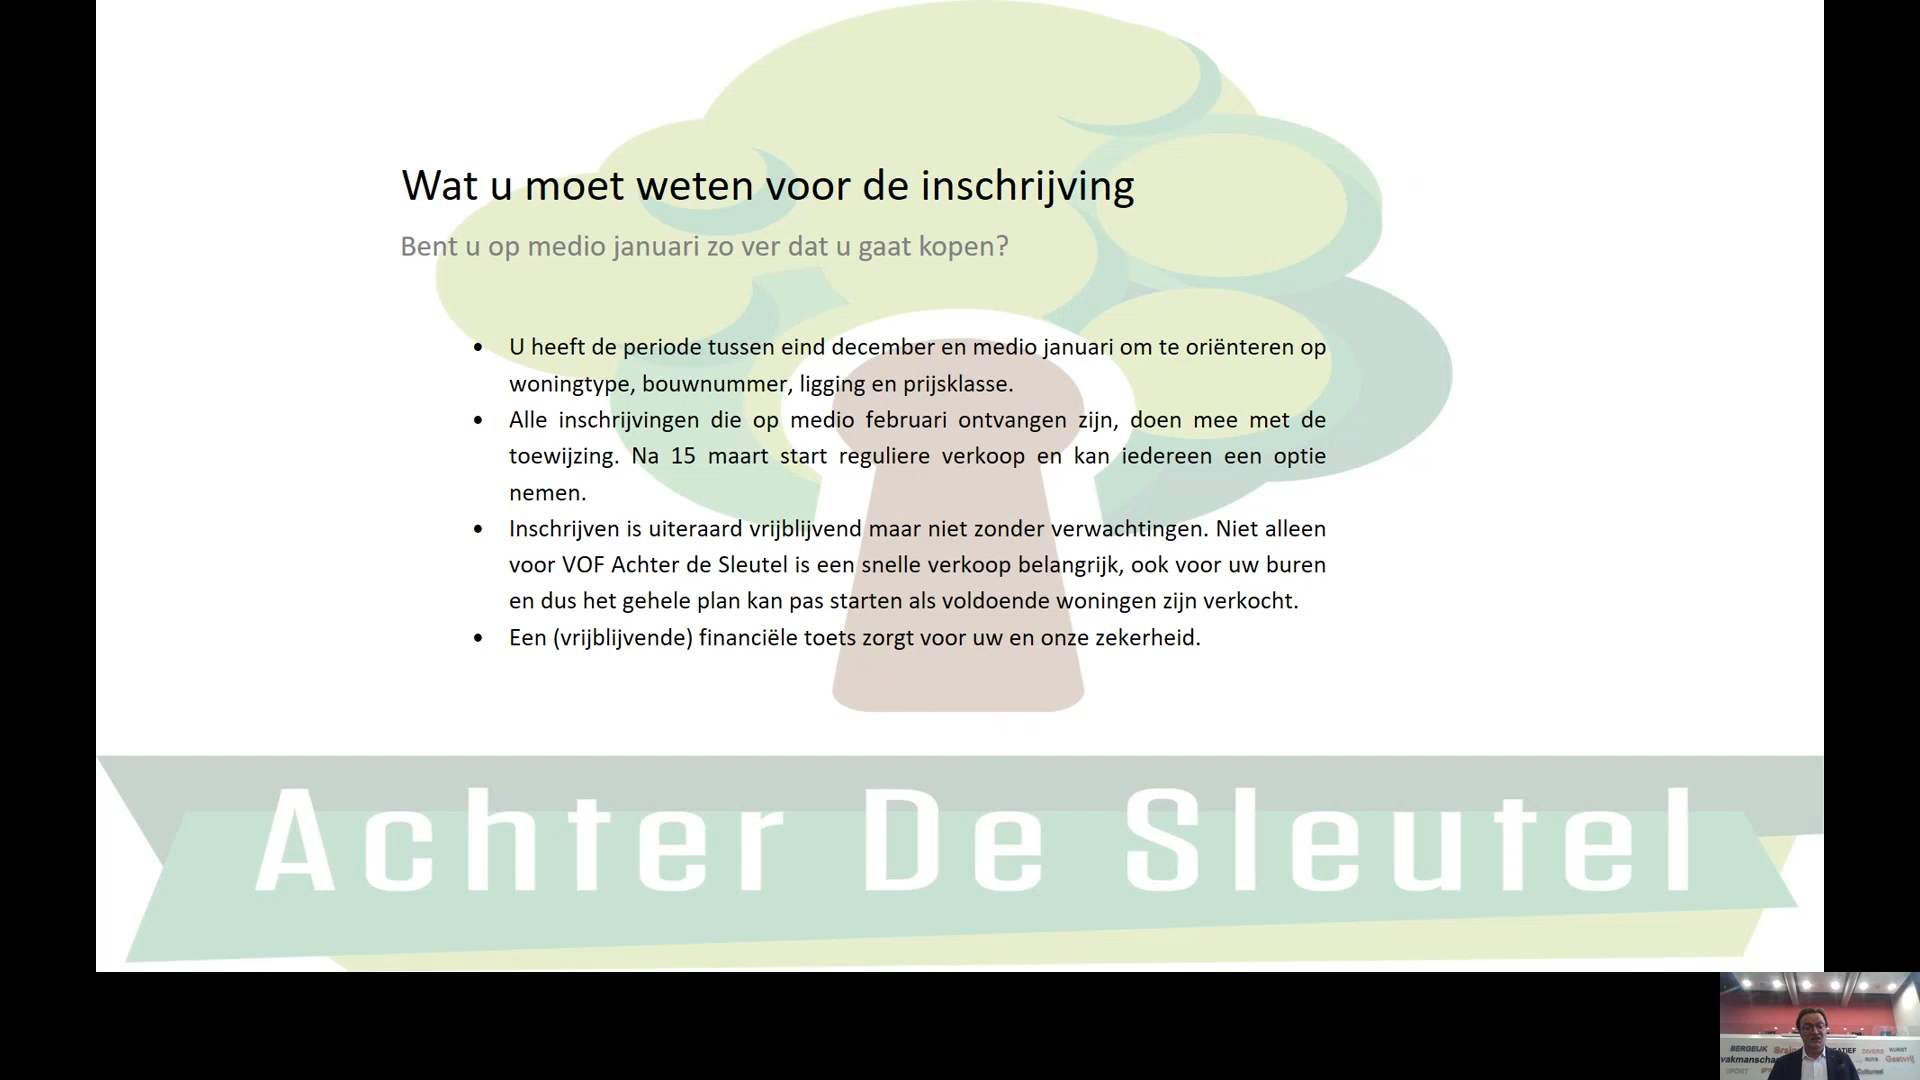 Wat u moet weten voor de inschrijving
Bent u op medio januari zo ver dat u gaat kopen?
• U heeft de periode tussen eind december en medio januari om te oriënteren op
woningtype, bouwnummer, ligging en prijsklasse.
• Alle inschrijvingen die op medio februari ontvangen zijn, doen mee met de
toewijzing. Na 15 maart start reguliere verkoop en kan iedereen een optie
nemen.
• Inschrijven is uiteraard vrijblijvend maar niet zonder verwachtingen. Niet alleen
voor VOF Achter de Sleutel is een snelle verkoop belangrijk, ook voor uw buren
en dus het gehele plan kan pas starten als voldoende woningen zijn verkocht.
• Een (vrijblijvende) financiële toets zorgt voor uw en onze zekerheid.
Achter De Sleutel
BERGEIJK
DIVERS
KUNST
SPORT